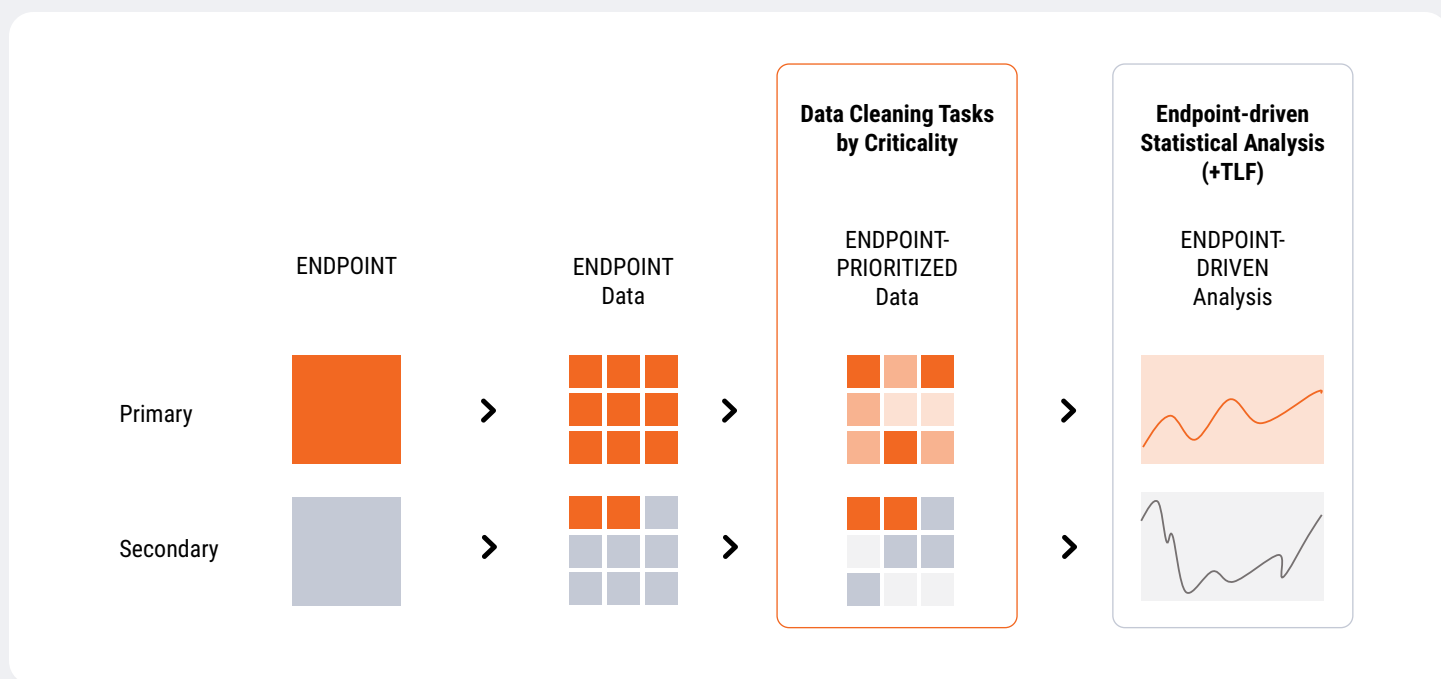 Data Cleaning Tasks
by Criticality
Endpoint-driven
Statistical Analysis
(+TLF)
ENDPOINT
ENDPOINT
Data
ENDPOINT-
PRIORITIZED
Data
ENDPOINT-
DRIVEN
Analysis
Primary
Secondary